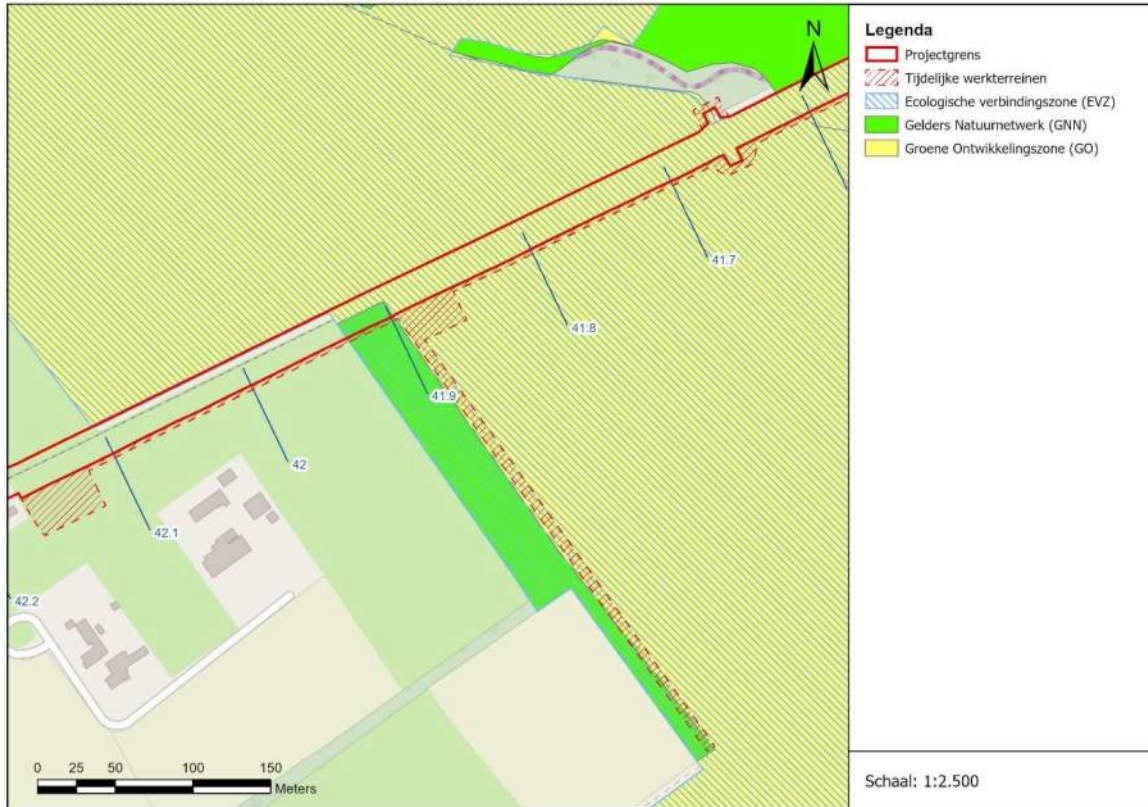 N
41.7
41.8
41.9
42
42.1
42.2
0 25 50 100 150
Meters
Legenda
Projectgrens
Tijdelijke werkterreinen
Ecologische verbindingszone (EVZ)
Gelders Natuurnetwerk (GNN)
Groene Ontwikkelingszone (GO)
Schaal: 1:2.500